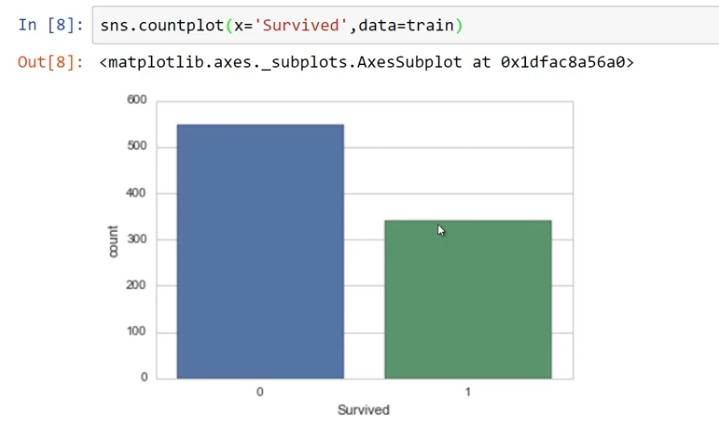 In [8]: sns.countplot(x='Survived',data=train)
Out[8]: <matplotlib.axes._subplots.AxesSubplot at 0x1dfac8a56a0>
600
500
400
300
200
100
0
count
0 1
Survived